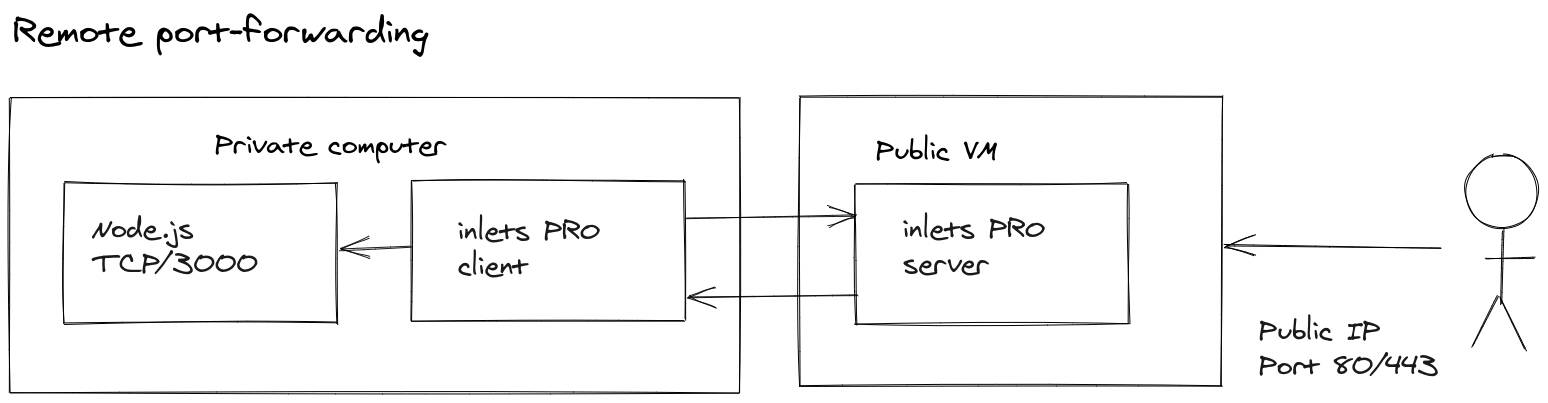 Remote port-forwarding
Private computer
Node.js
TCP/3000
inlets PRO
client
Public VM
inlets PRO
server
Public IP
Port 80/443